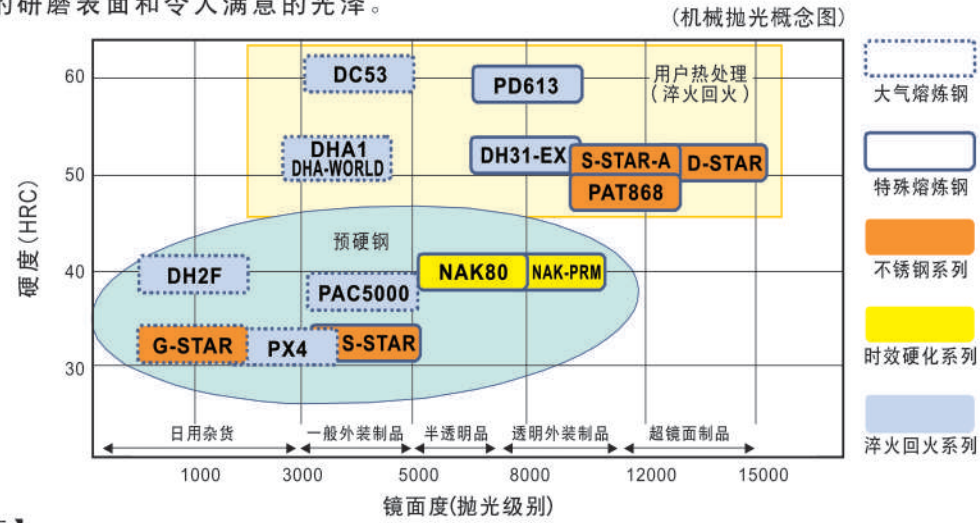 的研磨表面和令人满意的光泽。
(机械抛光概念图)
硬度(HRC)
60
50
40
30
DC53
PD613
用户热处理
(淬火回火)
DHA1
DHA-WORLD
DH31-EX
S-STAR-A
D-STAR
PAT868
预硬钢
DH2F
PAC5000
NAK80
NAK-PRM
G-STAR
PX4
S-STAR
日用杂货
一般外装制品
半透明品
透明外装制品
超镜面制品
1000
3000
5000
8000
12000
15000
镜面度(抛光级别)
大气熔炼钢
特殊熔炼钢
不锈钢系列
时效硬化系列
淬火回火系列